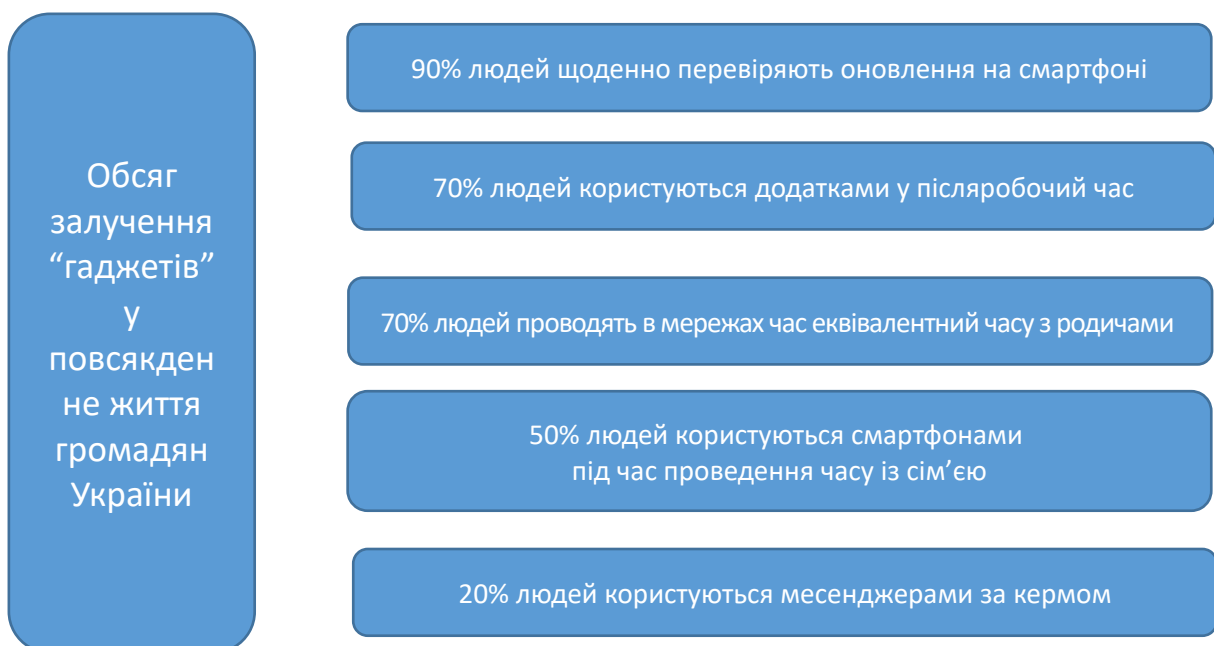 Обсяг
залучення
“гаджетів”
у
повсякден
не життя
громадян
України
90% людей щоденно перевіряють оновлення на смартфоні
70% людей користуються додатками у післяробочий час
70% людей проводять в мережах час еквівалентний часу з родичами
50% людей користуються смартфонами
під час проведення часу із сім’єю
20% людей користуються месенджерами за кермом